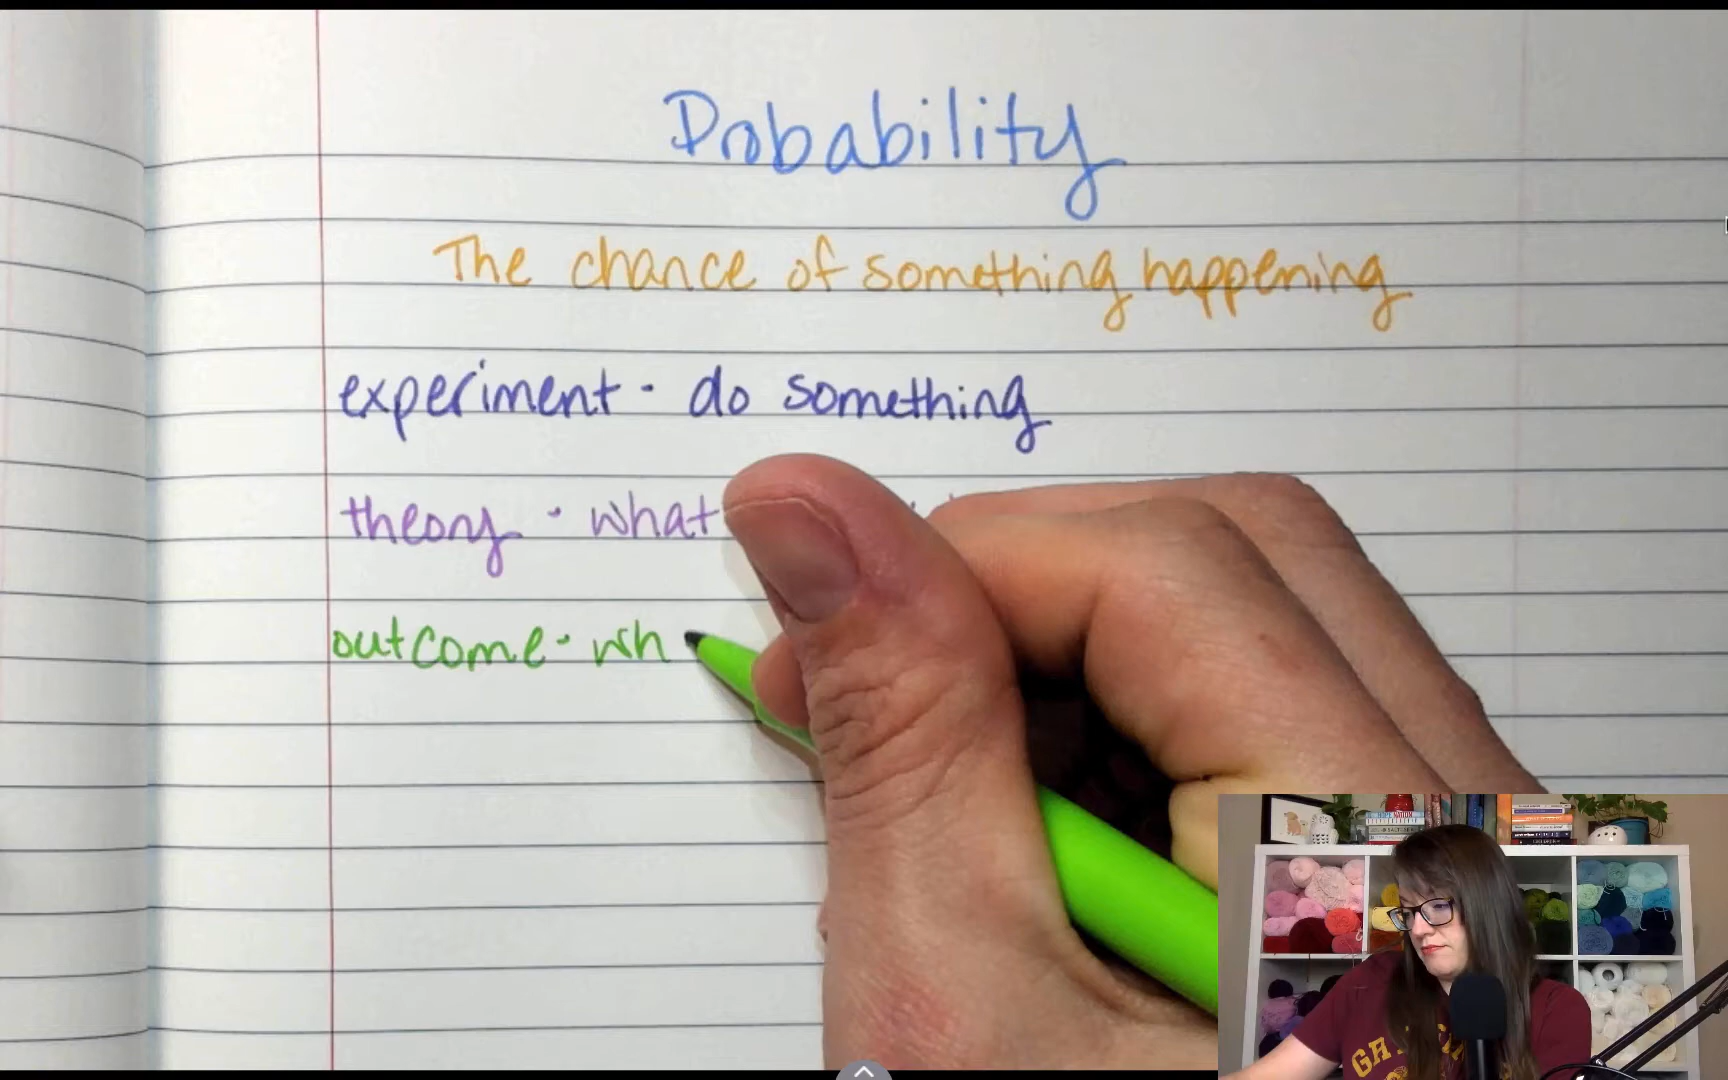 Probability
The chance of something happening
experiment · do something
theory · what
outcome · wh